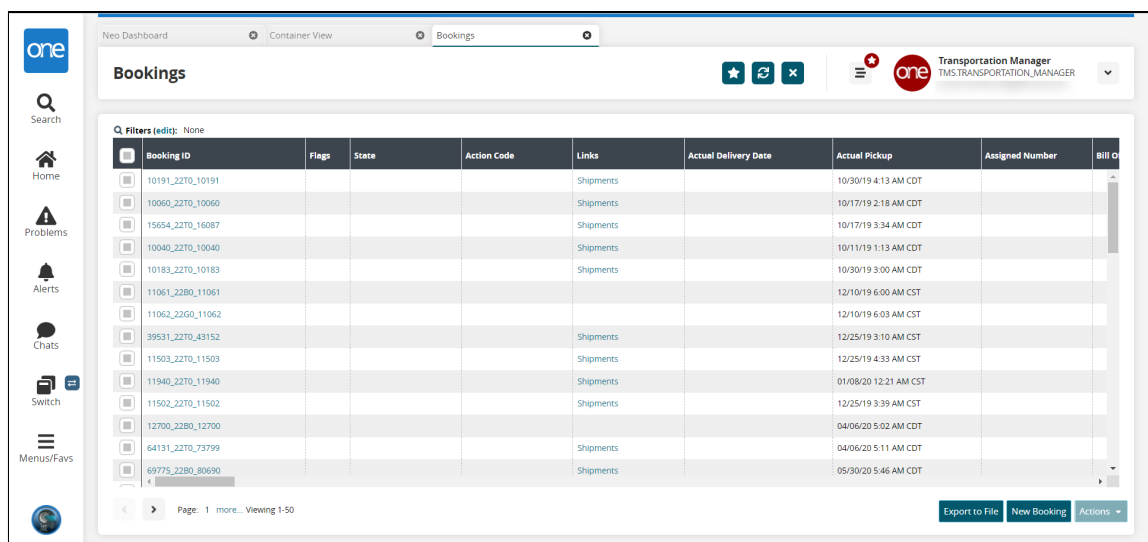 Neo Dashboard Container View Bookings
one
Bookings
one
Transportation Manager
TMS.TRANSPORTATION_MANAGER
Search
Home
Problems
Alerts
Chats
Switch
Menus/Favs
Filters (edit): None
Booking ID Flags State Action Code Links Actual Delivery Date Actual Pickup Assigned Number Bill O
10191_22T0_10191 Shipments 10/30/19 4:13 AM CDT
10060_22T0_10060 Shipments 10/17/19 2:18 AM CDT
15654_22T0_16087 Shipments 10/17/19 3:34 AM CDT
10040_22T0_10040 Shipments 10/11/19 1:13 AM CDT
10183_22T0_10183 Shipments 10/30/19 3:00 AM CDT
11061_22B0_11061 12/10/19 6:00 AM CST
11062_22G0_11062 12/10/19 6:03 AM CST
39531_22T0_43152 Shipments 12/25/19 3:10 AM CST
11503_22T0_11503 Shipments 12/25/19 4:33 AM CST
11940_22T0_11940 Shipments 01/08/20 12:21 AM CST
11502_22T0_11502 Shipments 12/25/19 3:39 AM CST
12700_22B0_12700 04/06/20 5:02 AM CDT
64131_22T0_73799 Shipments 04/06/20 5:11 AM CDT
69775_22B0_80690 Shipments 05/30/20 5:46 AM CDT
Page: 1 more... Viewing 1-50
Export to File New Booking Actions